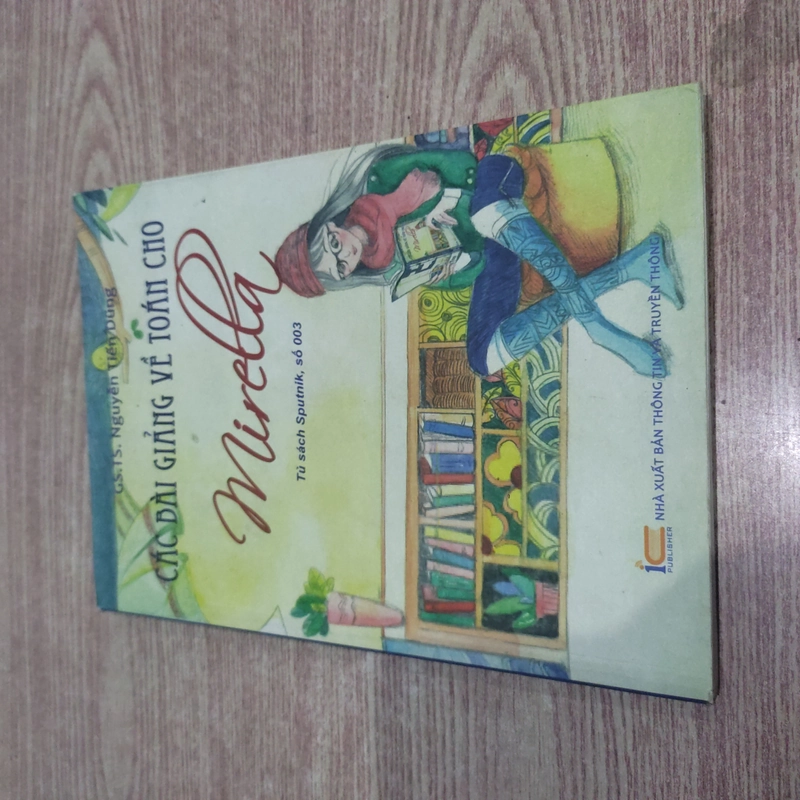 GS.TS. Nguyễn Tiến Dũng
CÁC BÀI GIẢNG VỀ TOÁN CHO
Mirella
Tủ sách Sputnik, số 003
iC
PUBLISHER
NHÀ XUẤT BẢN THÔNG TIN VÀ TRUYỀN THÔNG